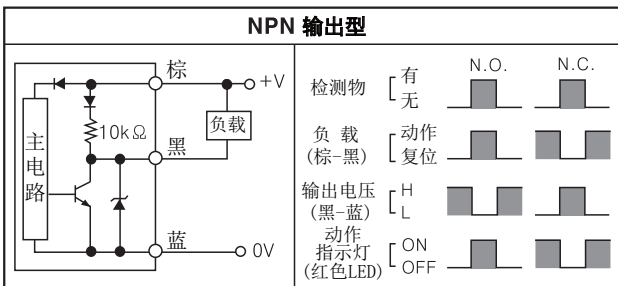 NPN 输出型
棕
+V
10kΩ
负载
主电路
黑
蓝
0V
N.O. N.C.
检测物 有
无
负 载 动作
(棕-黑) 复位
输出电压 H
(黑-蓝) L
动作
指示灯 ON
(红色LED) OFF